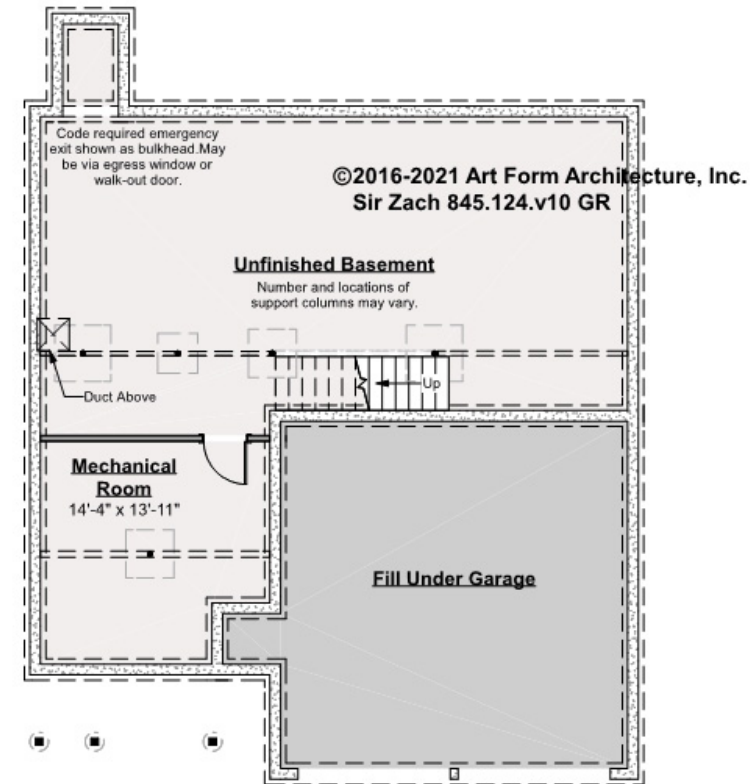 Code required emergency
exit shown as bulkhead.May
be via egress window or
walk-out door.
©2016-2021 Art Form Architecture, Inc.
Sir Zach 845.124.v10 GR
Unfinished Basement
Number and locations of
support columns may vary.
Up
Duct Above
Mechanical
Room
14'-4" x 13'-11"
Fill Under Garage